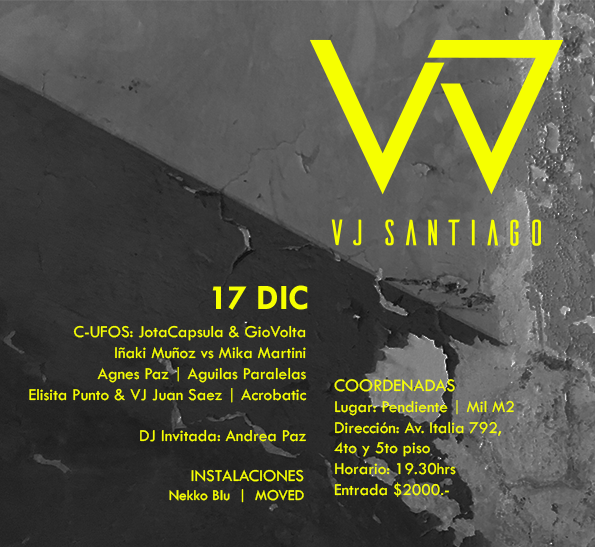 VJ
VJ SANTIAGO
17 DIC
C-UFOS: JotaCapsula & GioVolta
Iñaki Muñoz vs Mika Martini
Agnes Paz | Aguilas Paralelas
Elisita Punto & VJ Juan Saez | Acrobatic
DJ Invitada: Andrea Paz
INSTALACIONES
Nekko Blu | MOVED
COORDENADAS
Lugar: Pendiente | Mil M2
Dirección: Av. Italia 792,
4to y 5to piso
Horario: 19.30hrs
Entrada $2000.-